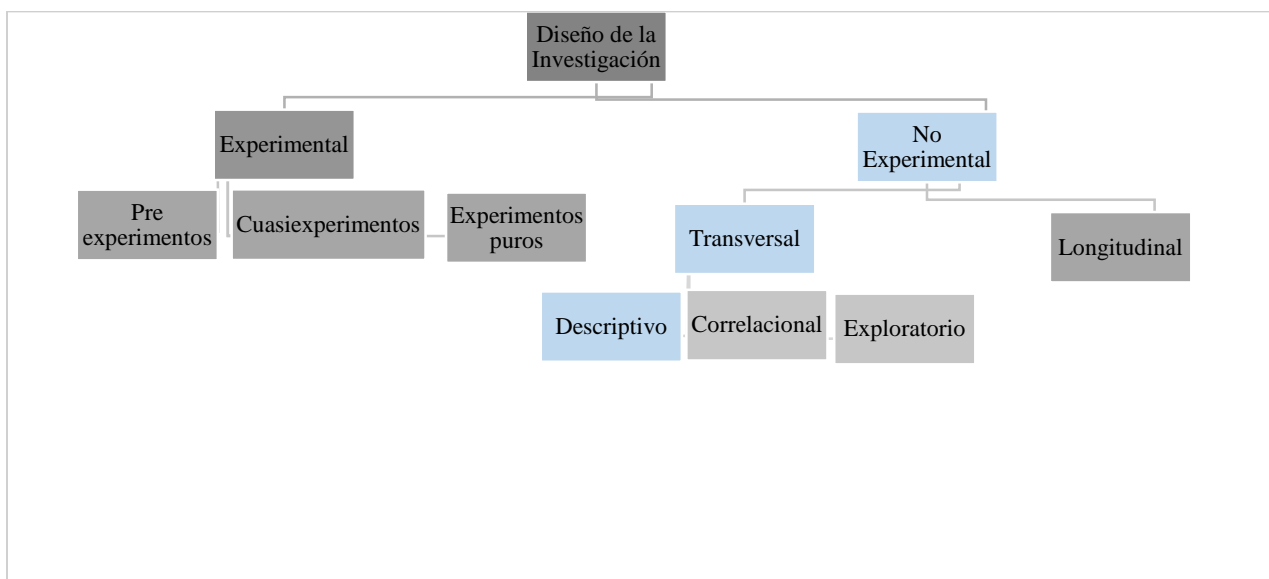 Diseño de la
Investigación
Experimental
No
Experimental
Pre
experimentos
Cuasiexperimentos
Experimentos
puros
Transversal
Longitudinal
Descriptivo
Correlacional
Exploratorio